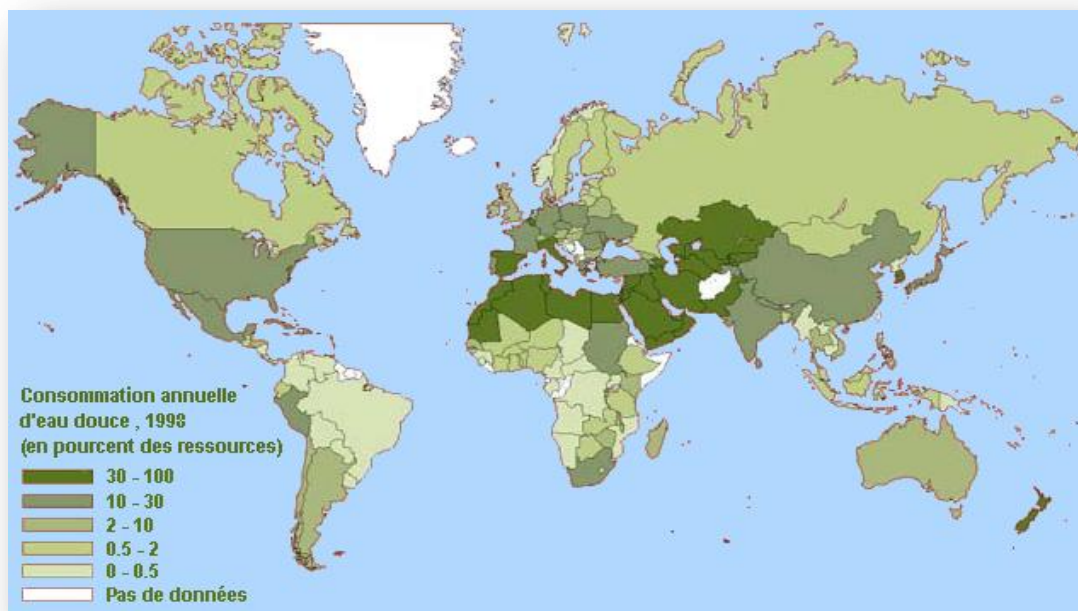 Consommation annuelle
d'eau douce , 1998
(en pourcent des ressources)
30 - 100
10 - 30
2 - 10
0.5 - 2
0 - 0.5
Pas de données